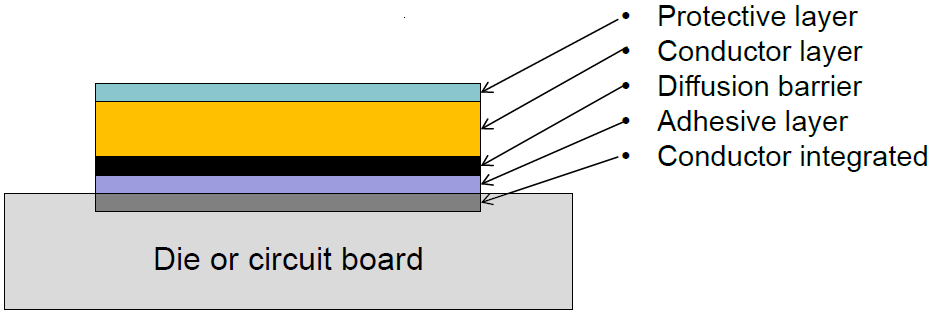 • Protective layer
• Conductor layer
• Diffusion barrier
• Adhesive layer
• Conductor integrated
Die or circuit board